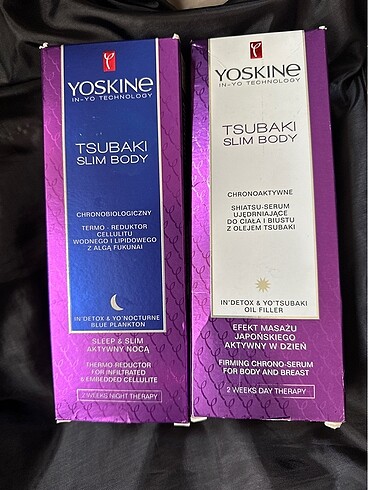 YOSKINE
IN-YO TECHNOLOGY
TSUBAKI
SLIM BODY
CHRONOBIOLOGICZNY
TERMO - REDUKTOR
CELLULITU
WODNEGO I LIPIDOWEGO
Z ALGĄ FUKUNAI
IN'DETOX & YO'NOCTURNE
BLUE PLANKTON
SLEEP & SLIM
AKTYWNY NOCĄ
THERMO REDUCTOR
FOR INFILTRATED
& EMBEDDED CELLULITE
2 WEEKS NIGHT THERAPY
YOSKINE
IN-YO TECHNOLOGY
TSUBAKI
SLIM BODY
CHRONOAKTYWNE
SHIATSU-SERUM
UJĘDRNIAJĄCE
DO CIAŁA I BIUSTU
Z OLEJEM TSUBAKI
IN'DETOX & YO'TSUBAKI
OIL FILLER
EFEKT MASAŻU
JAPOŃSKIEGO
AKTYWNY W DZIEŃ
FIRMING CHRONO-SERUM
FOR BODY AND BREAST
2 WEEKS DAY THERAPY